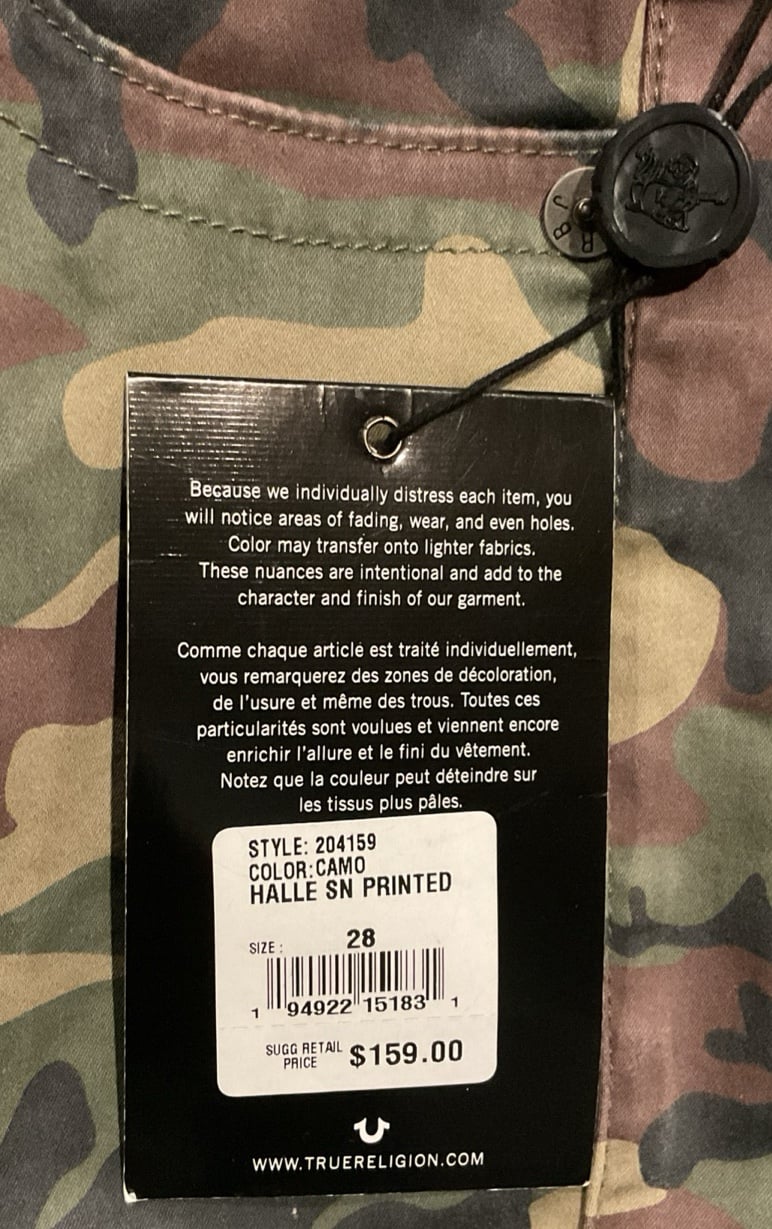 R B J
Because we individually distress each item, you
will notice areas of fading, wear, and even holes.
Color may transfer onto lighter fabrics.
These nuances are intentional and add to the
character and finish of our garment.
Comme chaque article est traité individuellement,
vous remarquerez des zones de décoloration,
de l'usure et même des trous. Toutes ces
particularités sont voulues et viennent encore
enrichir l'allure et le fini du vêtement.
Notez que la couleur peut déteindre sur
les tissus plus pâles.
STYLE: 204159
COLOR:CAMO
HALLE SN PRINTED
SIZE: 28
1 94922 15183 1
SUGG RETAIL PRICE $159.00
WWW.TRUERELIGION.COM